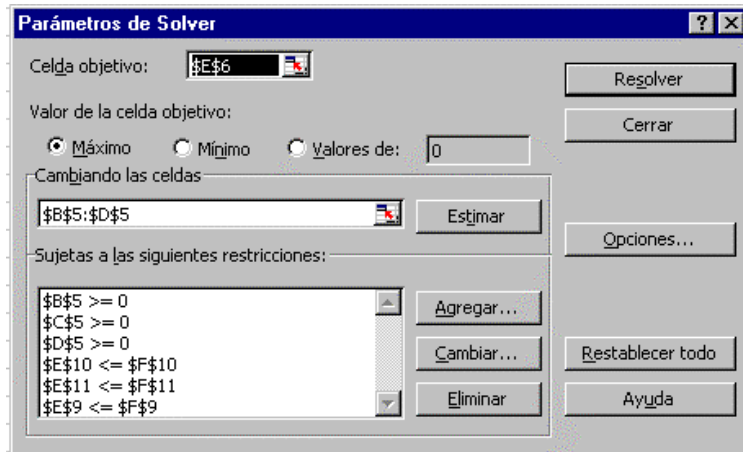 Parámetros de Solver
Celda objetivo: $E$6
Resolver
Valor de la celda objetivo:
Cerrar
Máximo Mínimo Valores de: 0
Cambiando las celdas
$B$5:$D$5 Estimar
Opciones...
Sujetas a las siguientes restricciones:
$B$5 >= 0
$C$5 >= 0
$D$5 >= 0
$E$10 <= $F$10
$E$11 <= $F$11
$E$9 <= $F$9
Agregar...
Cambiar... Restablecer todo
Eliminar Ayuda